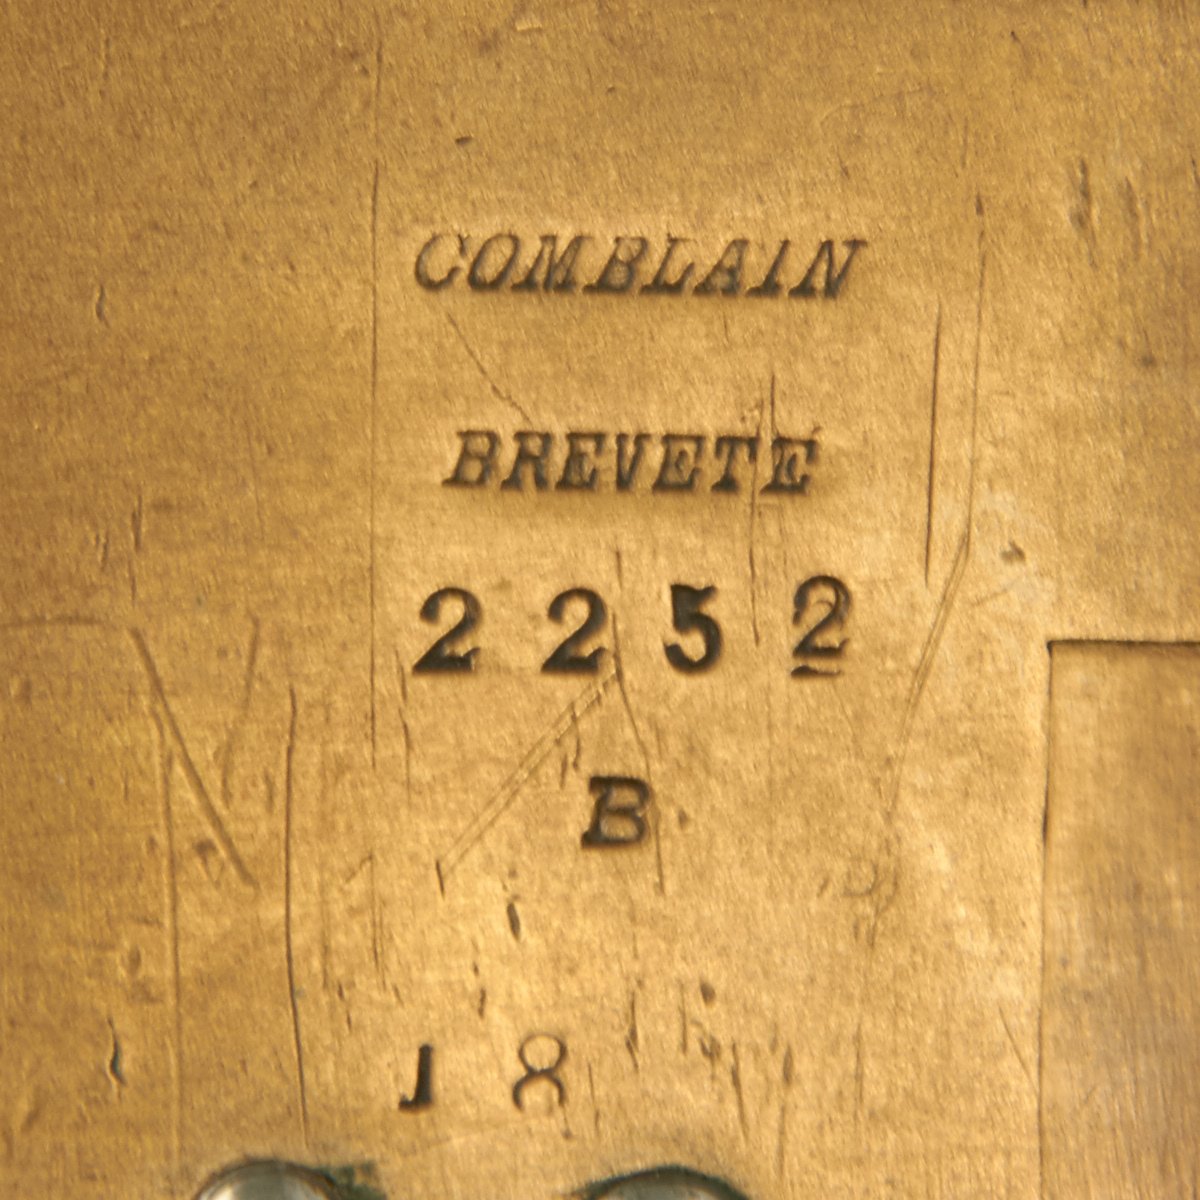 COMBLAIN
BREVETE
2252
B
18